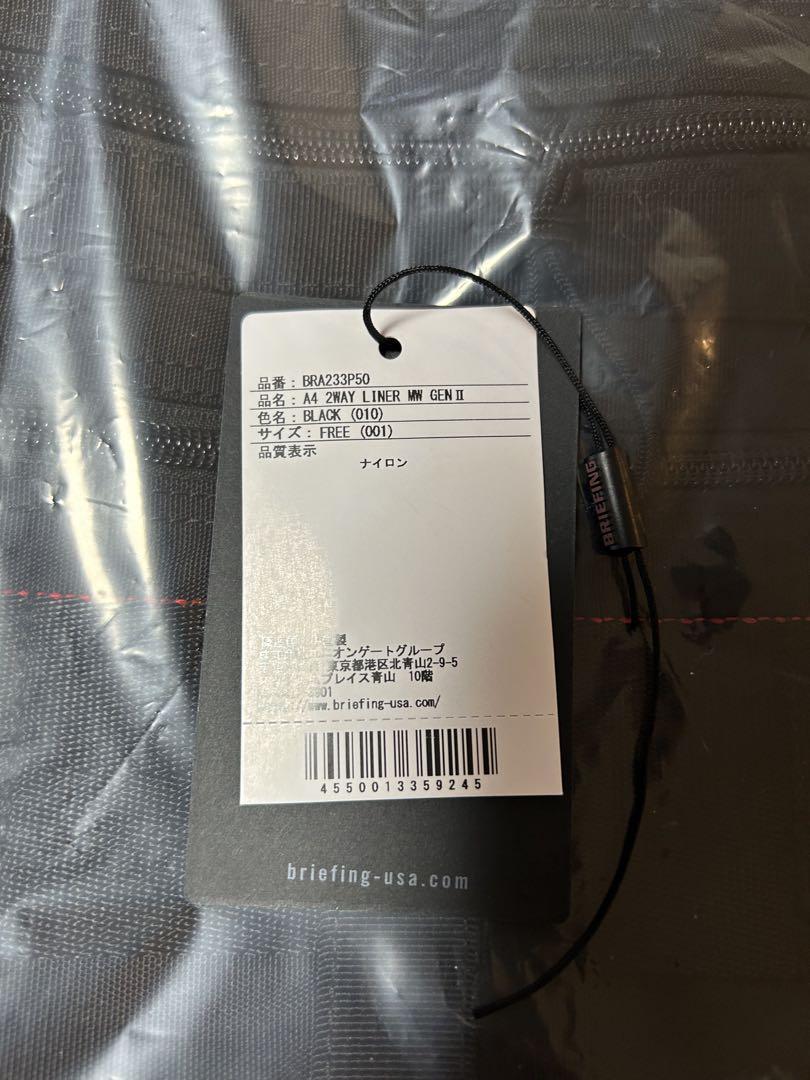 品番：BRA233P50
品名：A4 2WAY LINER MW GENⅡ
色名：BLACK (010)
サイズ：FREE (001)
品質表示
ナイロン
製
オンゲートグループ
東京都港区北青山2-9-5
プレイス青山 10階
www.briefing-usa.com/
4550013359245
briefing-usa.com
BRIEFING